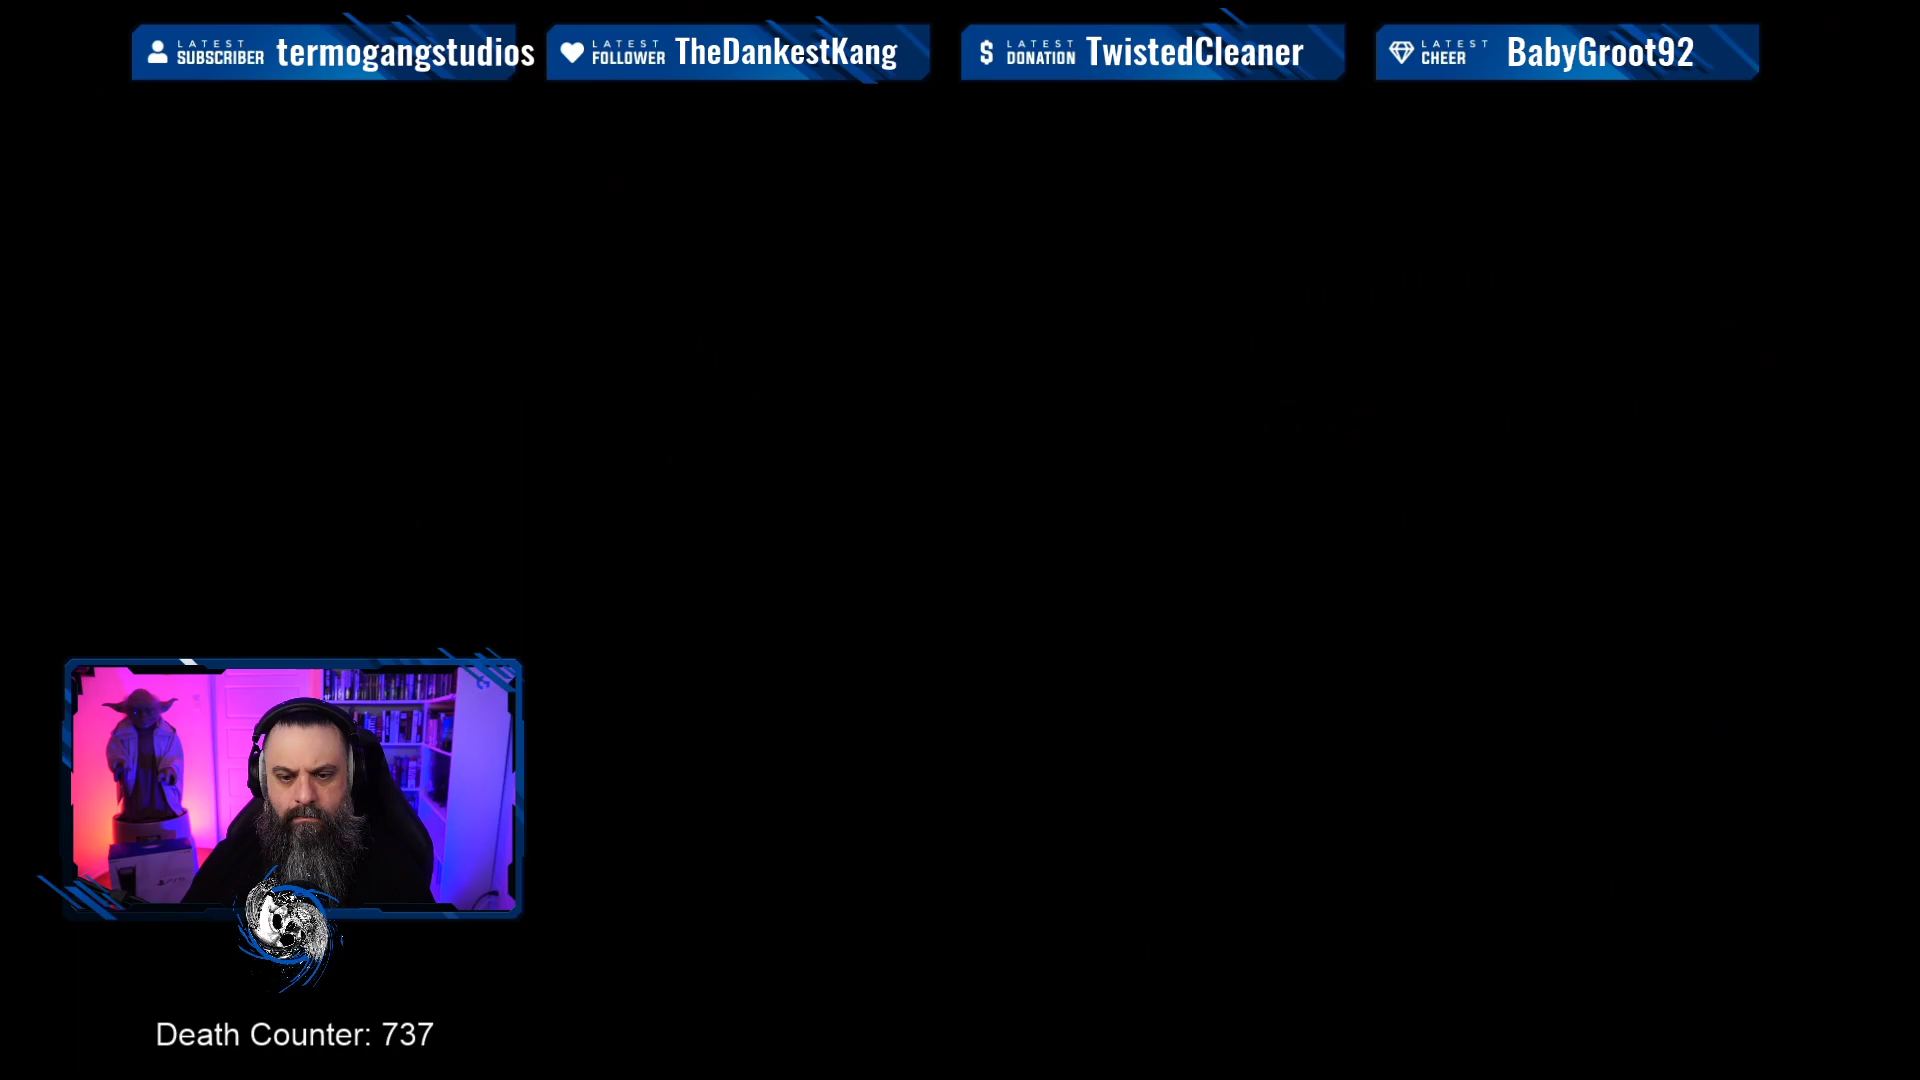 LATEST SUBSCRIBER termogangstudios
LATEST FOLLOWER TheDankestKang
$ LATEST DONATION TwistedCleaner
LATEST CHEER BabyGroot92
Death Counter: 737